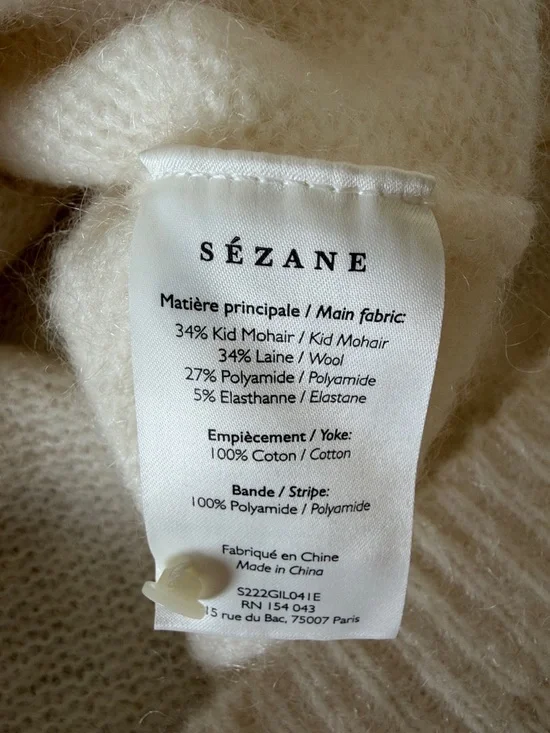 SÉZANE
Matière principale / Main fabric:
34% Kid Mohair / Kid Mohair
34% Laine / Wool
27% Polyamide / Polyamide
5% Elasthanne / Elastane
Empiècement / Yoke:
100% Coton / Cotton
Bande / Stripe:
100% Polyamide / Polyamide
Fabriqué en Chine
Made in China
S222GIL041E
RN 154 043
15 rue du Bac, 75007 Paris